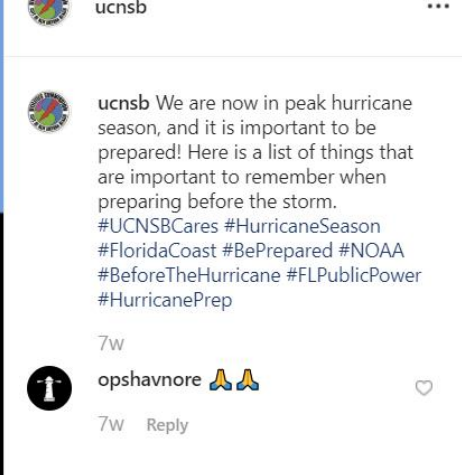 ucnsb
ucnsb We are now in peak hurricane
season, and it is important to be
prepared! Here is a list of things that
are important to remember when
preparing before the storm.
#UCNSBCares #HurricaneSeason
#FloridaCoast #BePrepared #NOAA
#BeforeTheHurricane #FLPublicPower
#HurricanePrep
7w
opshavnore 🙏🙏
7w Reply